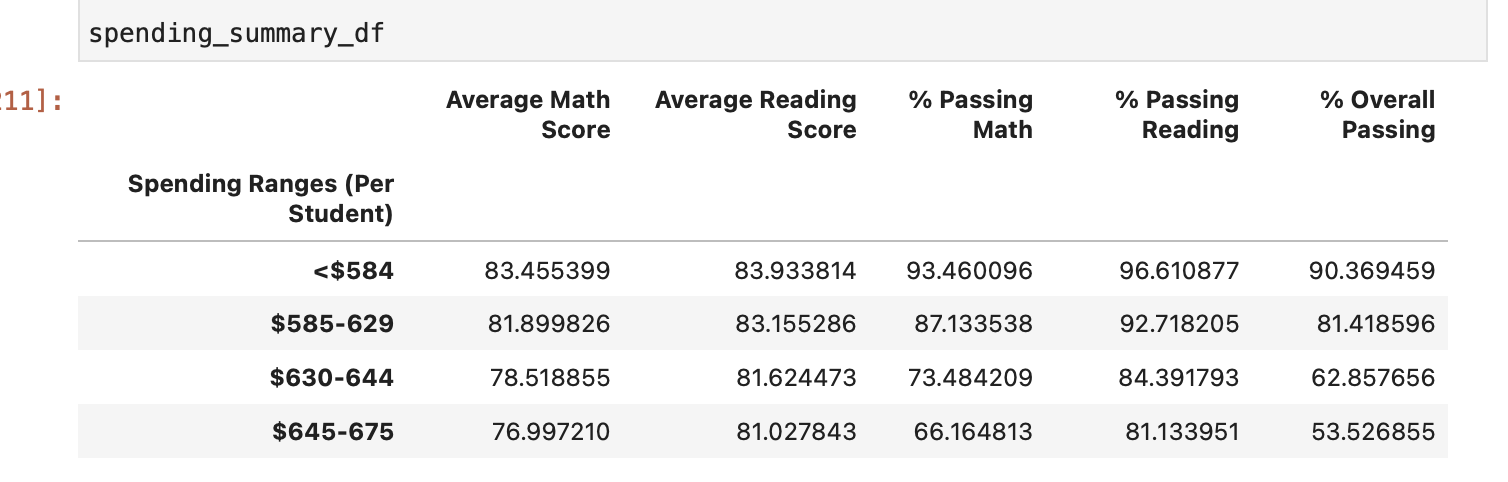 spending_summary_df
211]:
Average Math Score Average Reading Score % Passing Math % Passing Reading % Overall Passing
Spending Ranges (Per Student)
<$584 83.455399 83.933814 93.460096 96.610877 90.369459
$585-629 81.899826 83.155286 87.133538 92.718205 81.418596
$630-644 78.518855 81.624473 73.484209 84.391793 62.857656
$645-675 76.997210 81.027843 66.164813 81.133951 53.526855